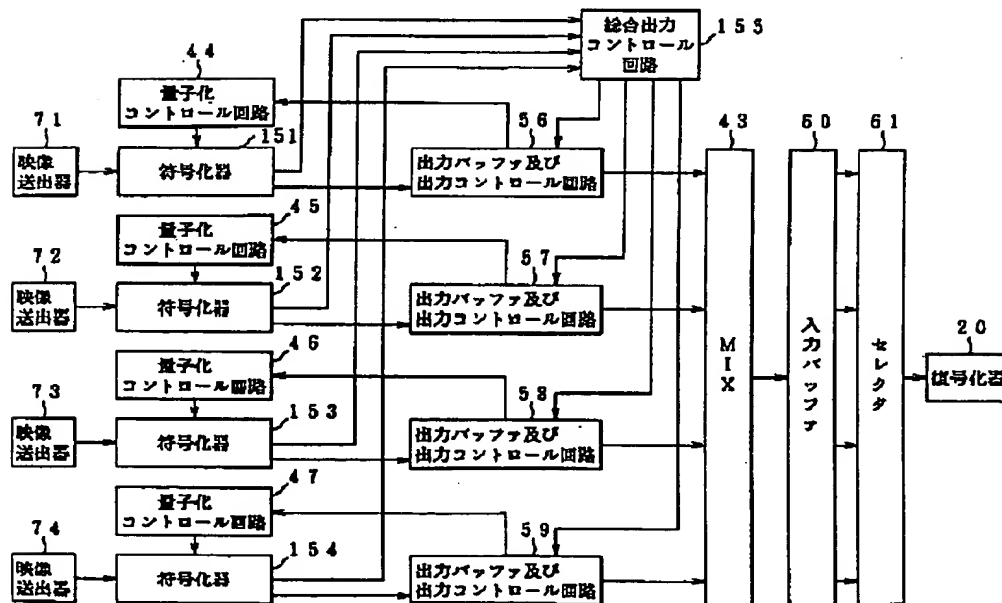 総合出力
コントロール
回路
155
44
量子化
コントロール回路
71
映像
送出器
151
符号化器
56
出力バッファ及び
出力コントロール回路
43
MIX
60
入力バッファ
61
セレクタ
45
量子化
コントロール回路
72
映像
送出器
152
符号化器
57
出力バッファ及び
出力コントロール回路
20
復号化器
46
量子化
コントロール回路
73
映像
送出器
153
符号化器
58
出力バッファ及び
出力コントロール回路
47
量子化
コントロール回路
74
映像
送出器
154
符号化器
59
出力バッファ及び
出力コントロール回路